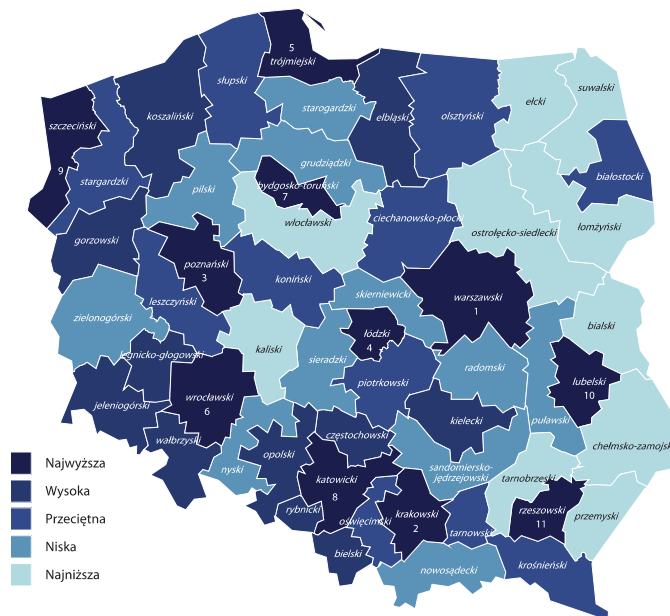 5
trójmiejski
słupski
ełcki
suwalski
szczeciński
9
koszaliński
starogardzki
elbląski
olsztyński
stargardzki
pilski
grudziądzki
białostocki
bydgosko-toruński
7
włocławski
ciechanowsko-płocki
ostrołęcko-siedlecki
łomżyński
gorzowski
poznański
3
koniński
leszczyński
skierniewicki
warszawski
1
zielonogórski
bialski
legnicko-głogowski
kaliski
sieradzki
łódzki
4
radomski
lubelski
10
jeleniogórski
wrocławski
6
piotrkowski
puławski
kielecki
wałbrzyski
częstochowski
chełmsko-zamojsk
nyski
opolski
katowicki
8
sandomiersko-
jędrzejowski
tarnobrzeski
rybnicki
oświęcims
krakowski
2
rzeszowski
11
przemyski
tarnowsk
bielski
nowosądecki
krośnieński
Najwyższa
Wysoka
Przeciętna
Niska
Najniższa